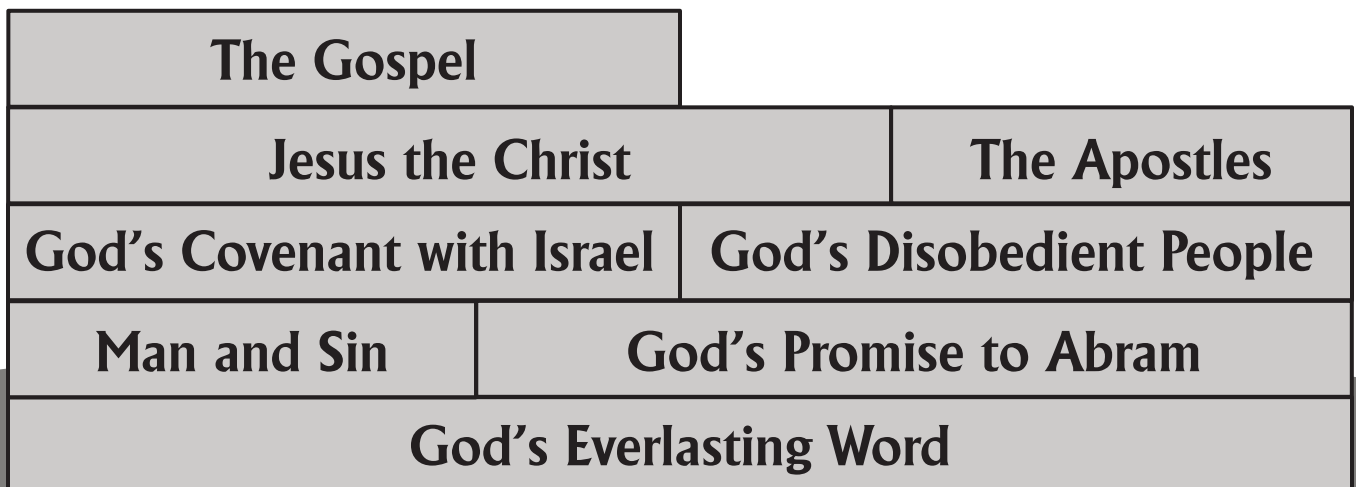 The Gospel
Jesus the Christ The Apostles
God’s Covenant with Israel God’s Disobedient People
Man and Sin God’s Promise to Abram
God’s Everlasting Word